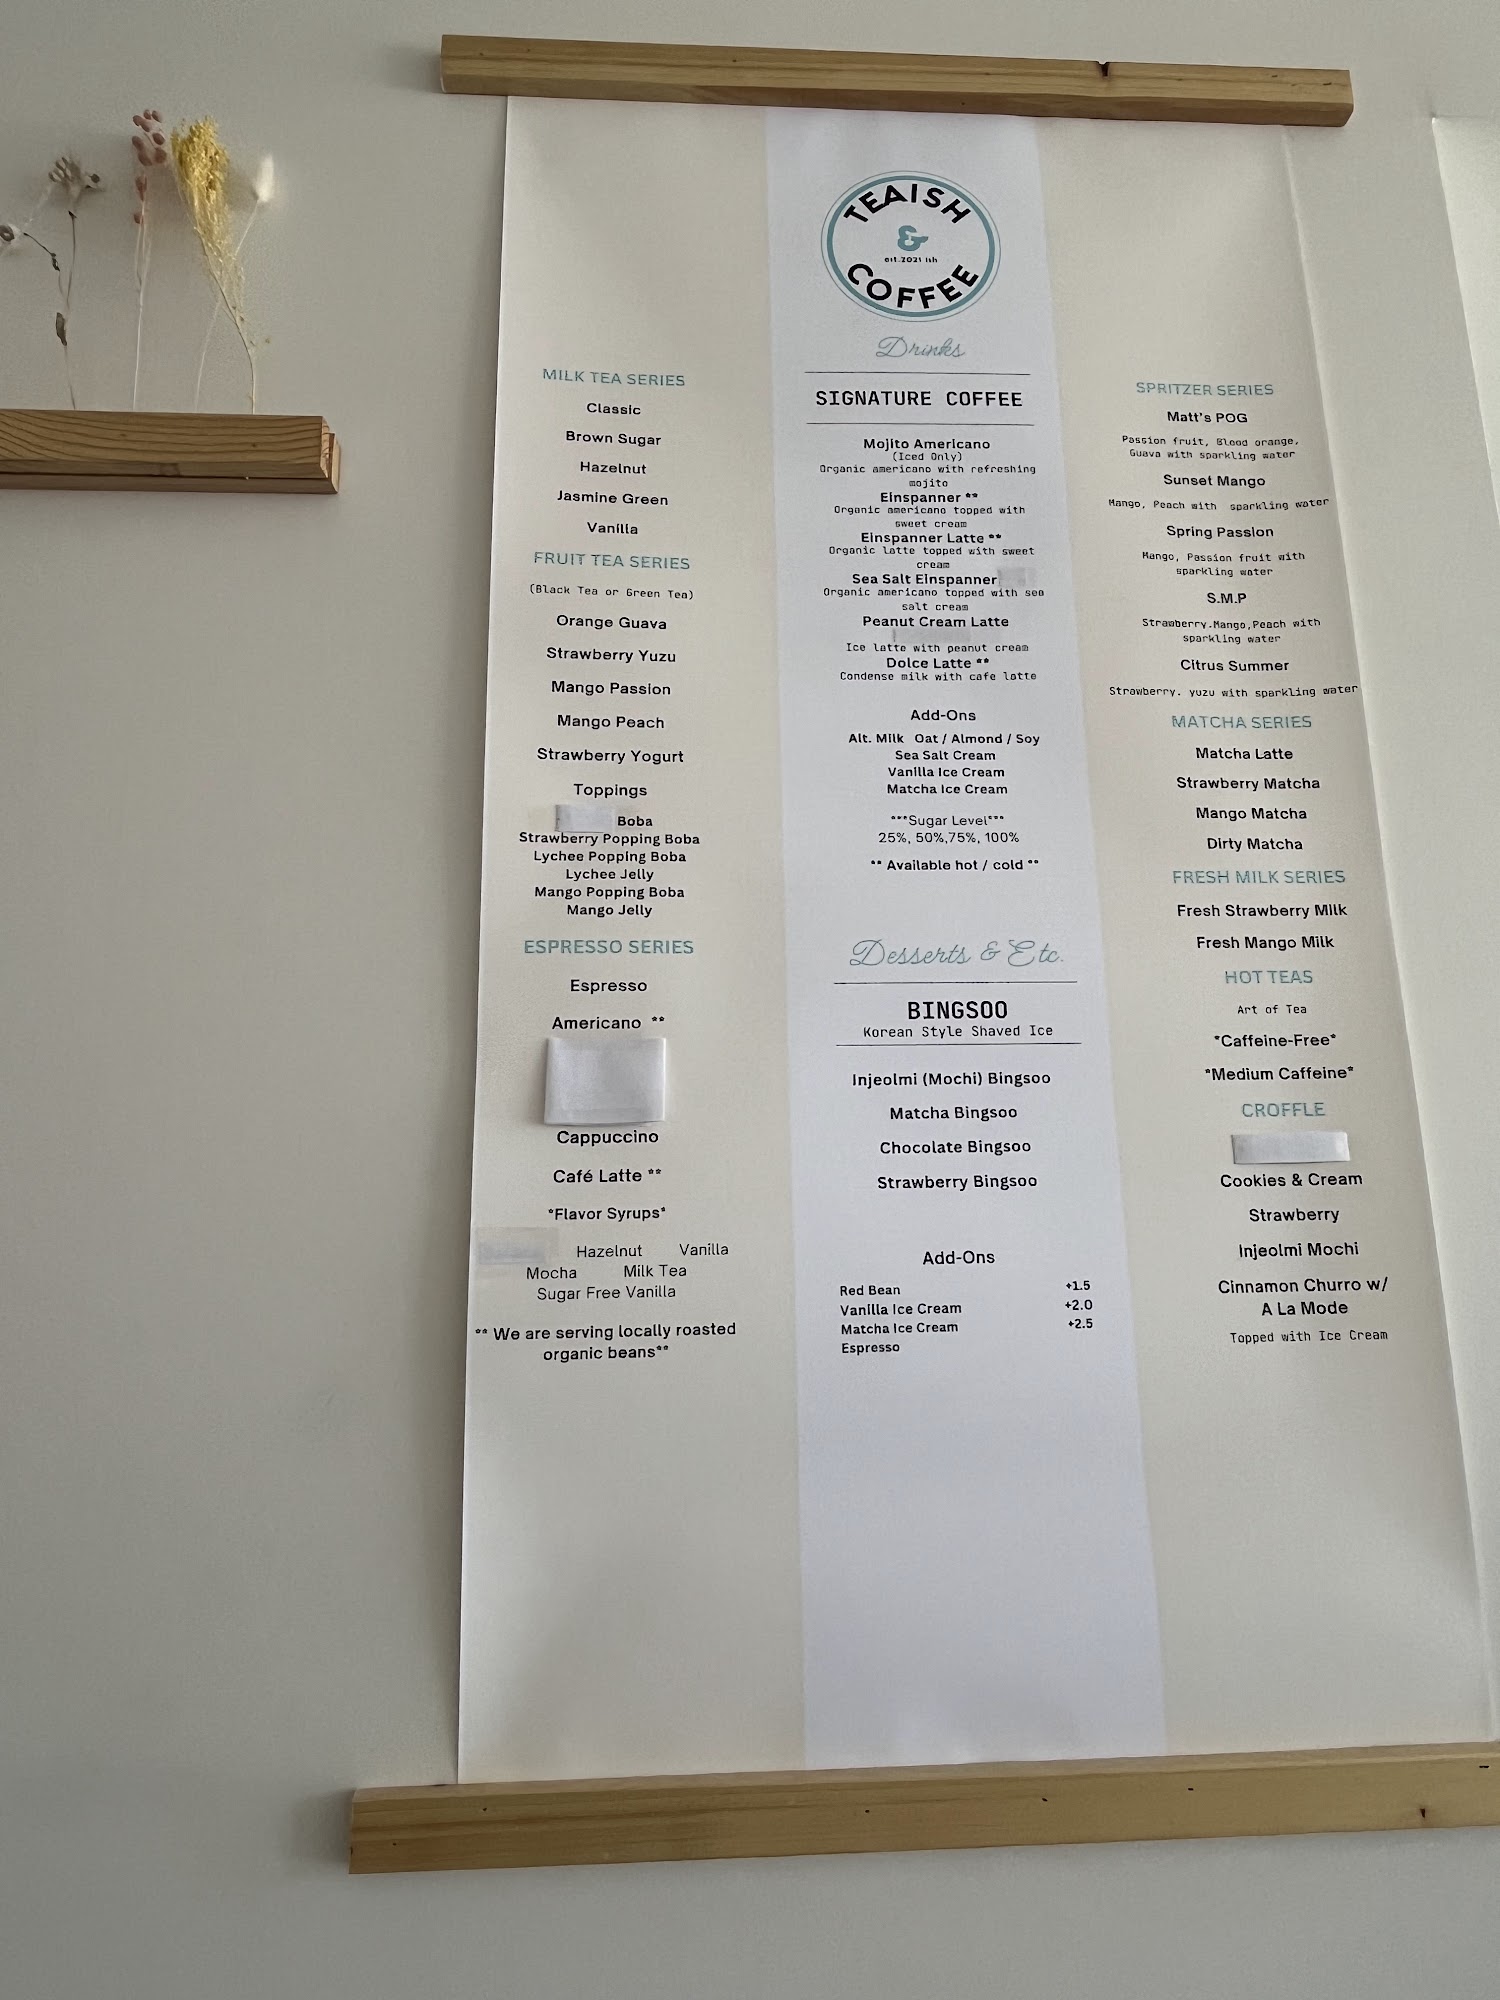 TEAISH
&
est.2021 ish
COFFEE
Drinks
MILK TEA SERIES
Classic
Brown Sugar
Hazelnut
Jasmine Green
Vanilla
FRUIT TEA SERIES
(Black Tea or Green Tea)
Orange Guava
Strawberry Yuzu
Mango Passion
Mango Peach
Strawberry Yogurt
Toppings
Boba
Strawberry Popping Boba
Lychee Popping Boba
Lychee Jelly
Mango Popping Boba
Mango Jelly
ESPRESSO SERIES
Espresso
Americano **
Cappuccino
Café Latte **
*Flavor Syrups*
Hazelnut Vanilla
Mocha Milk Tea
Sugar Free Vanilla
** We are serving locally roasted
organic beans**
SIGNATURE COFFEE
Mojito Americano
(Iced Only)
Organic americano with refreshing
mojito
Einspanner **
Organic americano topped with
sweet cream
Einspanner Latte **
Organic latte topped with sweet
cream
Sea Salt Einspanner
Organic americano topped with sea
salt cream
Peanut Cream Latte
Ice latte with peanut cream
Dolce Latte **
Condense milk with cafe latte
Add-Ons
Alt. Milk Oat / Almond / Soy
Sea Salt Cream
Vanilla Ice Cream
Matcha Ice Cream
***Sugar Level***
25%, 50%,75%, 100%
** Available hot / cold **
Desserts & Etc.
BINGSOO
Korean Style Shaved Ice
Injeolmi (Mochi) Bingsoo
Matcha Bingsoo
Chocolate Bingsoo
Strawberry Bingsoo
Add-Ons
Red Bean +1.5
Vanilla Ice Cream +2.0
Matcha Ice Cream +2.5
Espresso
SPRITZER SERIES
Matt's POG
Passion fruit, Blood orange,
Guava with sparkling water
Sunset Mango
Mango, Peach with sparkling water
Spring Passion
Mango, Passion fruit with
sparkling water
S.M.P
Strawberry.Mango,Peach with
sparkling water
Citrus Summer
Strawberry. yuzu with sparkling water
MATCHA SERIES
Matcha Latte
Strawberry Matcha
Mango Matcha
Dirty Matcha
FRESH MILK SERIES
Fresh Strawberry Milk
Fresh Mango Milk
HOT TEAS
Art of Tea
*Caffeine-Free*
*Medium Caffeine*
CROFFLE
Cookies & Cream
Strawberry
Injeolmi Mochi
Cinnamon Churro w/
A La Mode
Topped with Ice Cream